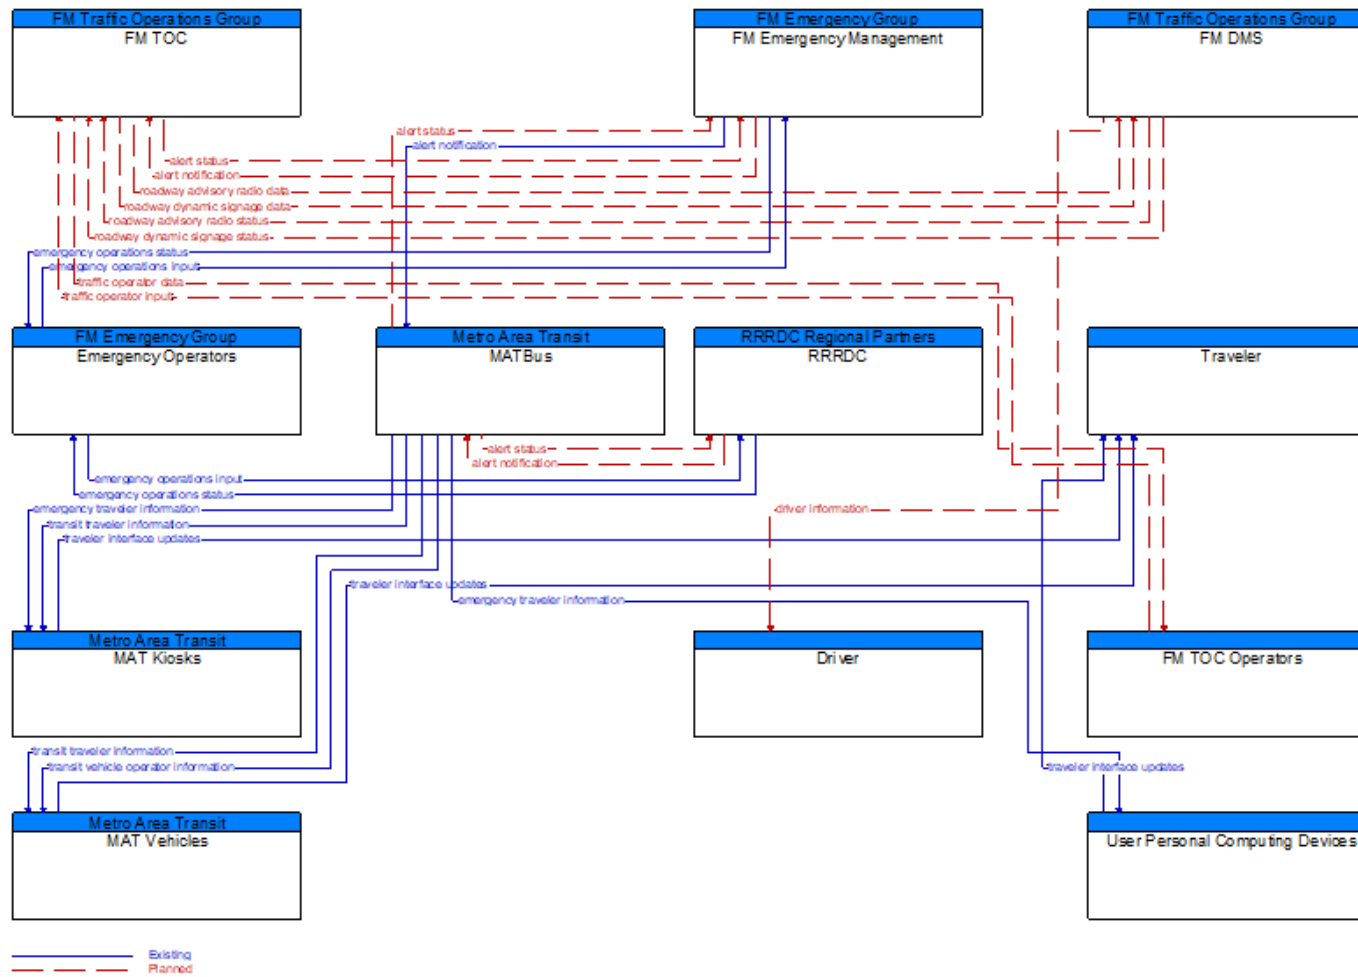 FM Traffic Operations Group
FM TOC
FM Emergency Group
FM Emergency Management
FM Traffic Operations Group
FM DMS
alert status
alert notification
alert status
alert notification
roadway advisory radio data
roadway dynamic signage data
roadway advisory radio status
roadway dynamic signage status
emergency operations status
emergency operations input
traffic operator data
traffic operator input
FM Emergency Group
Emergency Operators
Metro Area Transit
MATBus
RRRDC Regional Partners
RRRDC
Traveler
alert status
alert notification
emergency operations input
emergency operations status
emergency traveler information
driver information
transit traveler information
traveler interface updates
traveler interface updates
emergency traveler information
Metro Area Transit
MAT Kiosks
Driver
FM TOC Operators
transit traveler information
transit vehicle operator information
traveler interface updates
Metro Area Transit
MAT Vehicles
User Personal Computing Devices
Existing
Planned